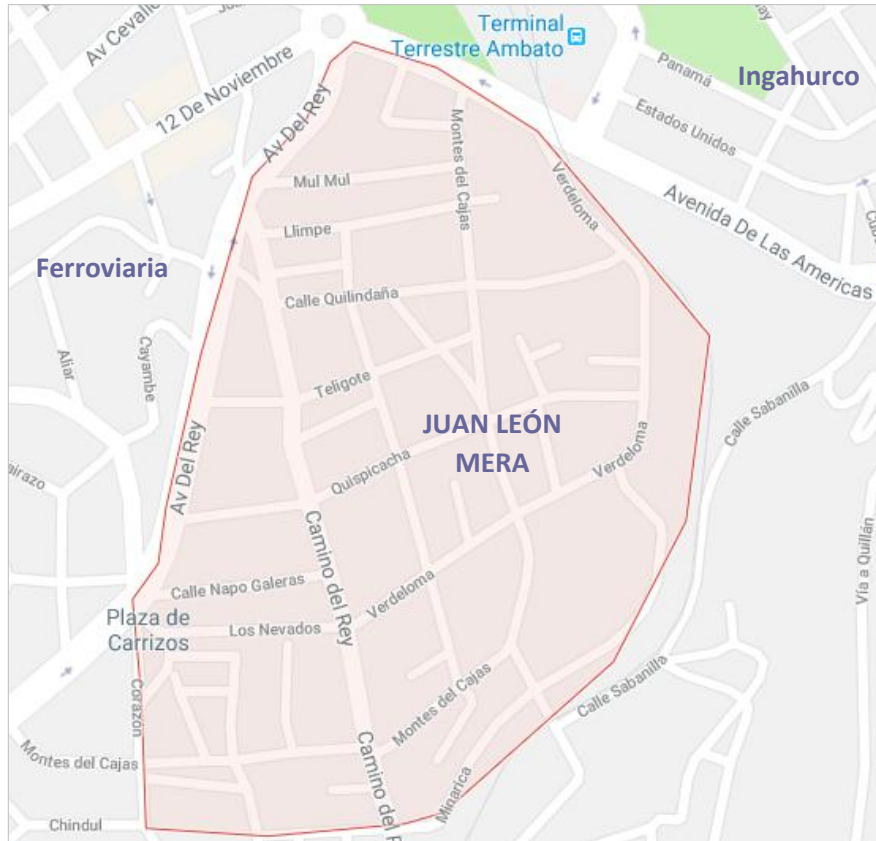 Terminal
Terrestre Ambato
Av Cevall
12 De Noviembre
Panamá
Ingahurco
Estados Unidos
Av Del Rey
Montes del Cajas
Mul Mul
Verdeloma
Avenida De Las Americas
Llimpe
Ferroviaria
Calle Quilindaña
Aliar
Cayambe
Teligote
Calle Sabanilla
JUAN LEÓN
MERA
Quispicacha
Verdeloma
Av Del Rey
airazo
Camino del Rey
Vía a Quillán
Calle Napo Galeras
Verdeloma
Plaza de
Carrizos
Los Nevados
Corazón
Calle Sabanilla
Montes del Cajas
Montes del Cajas
Camino del R
Minarica
Chindul